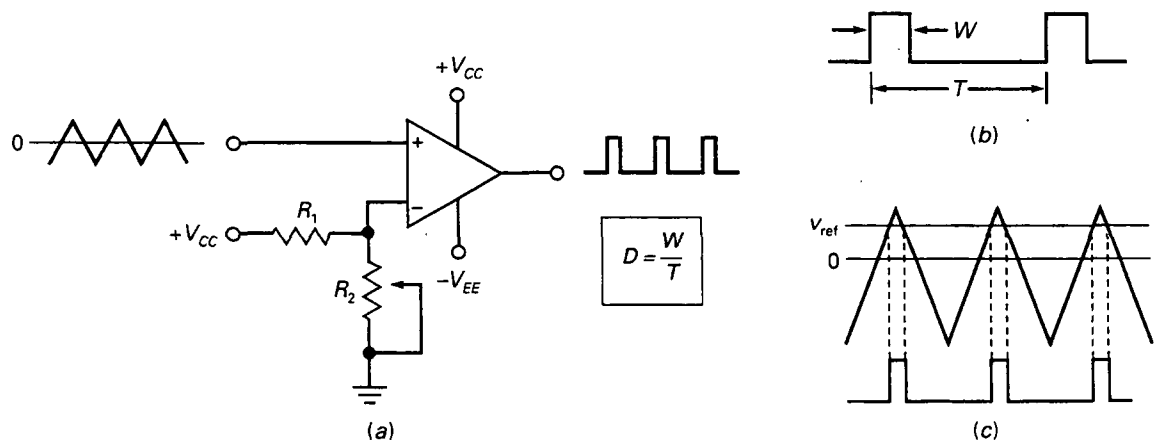 0
+V_CC
+
−
+V_CC
R_1
R_2
−V_EE
D = W/T
(a)
W
T
(b)
v_ref
0
(c)